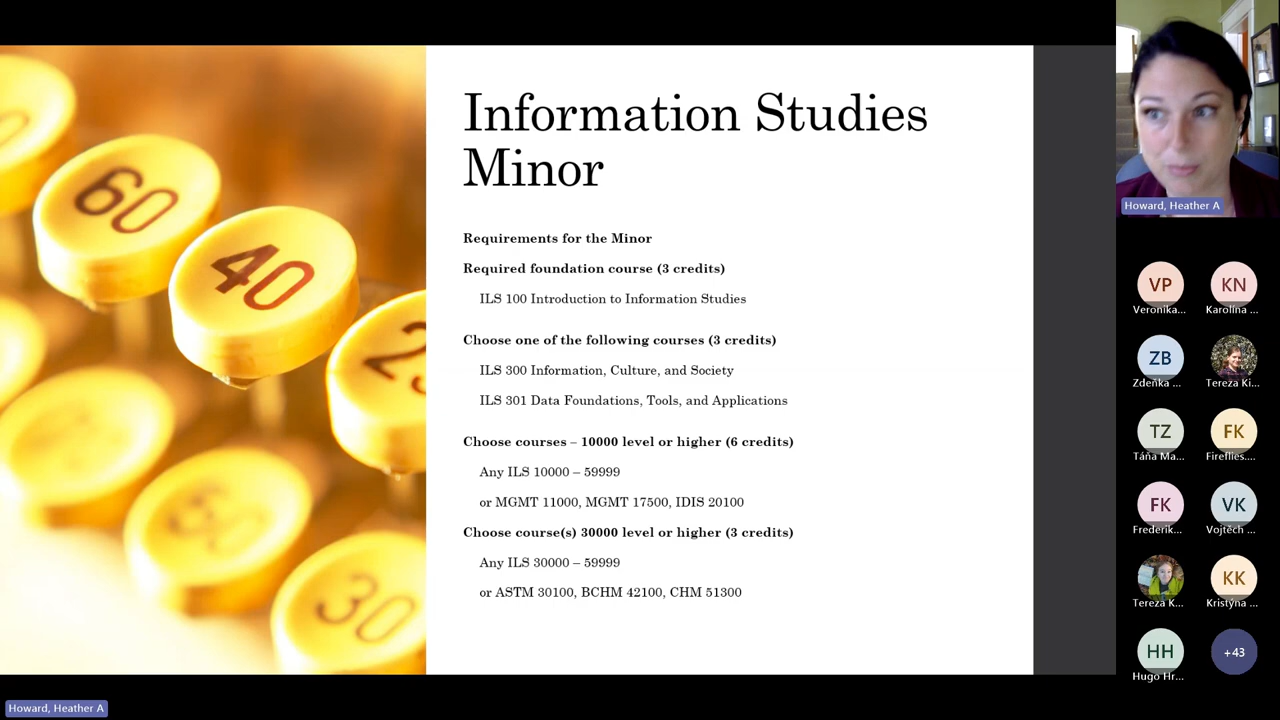 Information Studies
Minor
Requirements for the Minor
Required foundation course (3 credits)
ILS 100 Introduction to Information Studies
Choose one of the following courses (3 credits)
ILS 300 Information, Culture, and Society
ILS 301 Data Foundations, Tools, and Applications
Choose courses – 10000 level or higher (6 credits)
Any ILS 10000 – 59999
or MGMT 11000, MGMT 17500, IDIS 20100
Choose course(s) 30000 level or higher (3 credits)
Any ILS 30000 – 59999
or ASTM 30100, BCHM 42100, CHM 51300
60
40
30
Howard, Heather A
VP
KN
Veronika...
Karolína ...
ZB
Zdeňka ...
Tereza Ki...
TZ
FK
Táňa Ma...
Fireflies....
FK
VK
Frederik...
Vojtěch ...
KK
Tereza K...
Kristýna ...
HH
+43
Hugo Hr...
Howard, Heather A